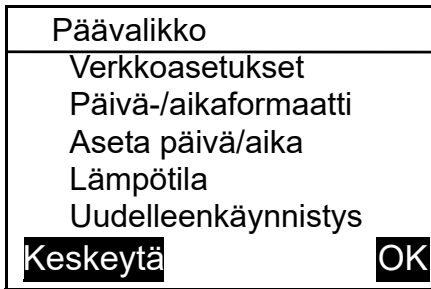 Päävalikko
Verkkoasetukset
Päivä-/aikaformaatti
Aseta päivä/aika
Lämpötila
Uudelleenkäynnistys
Keskeytä OK